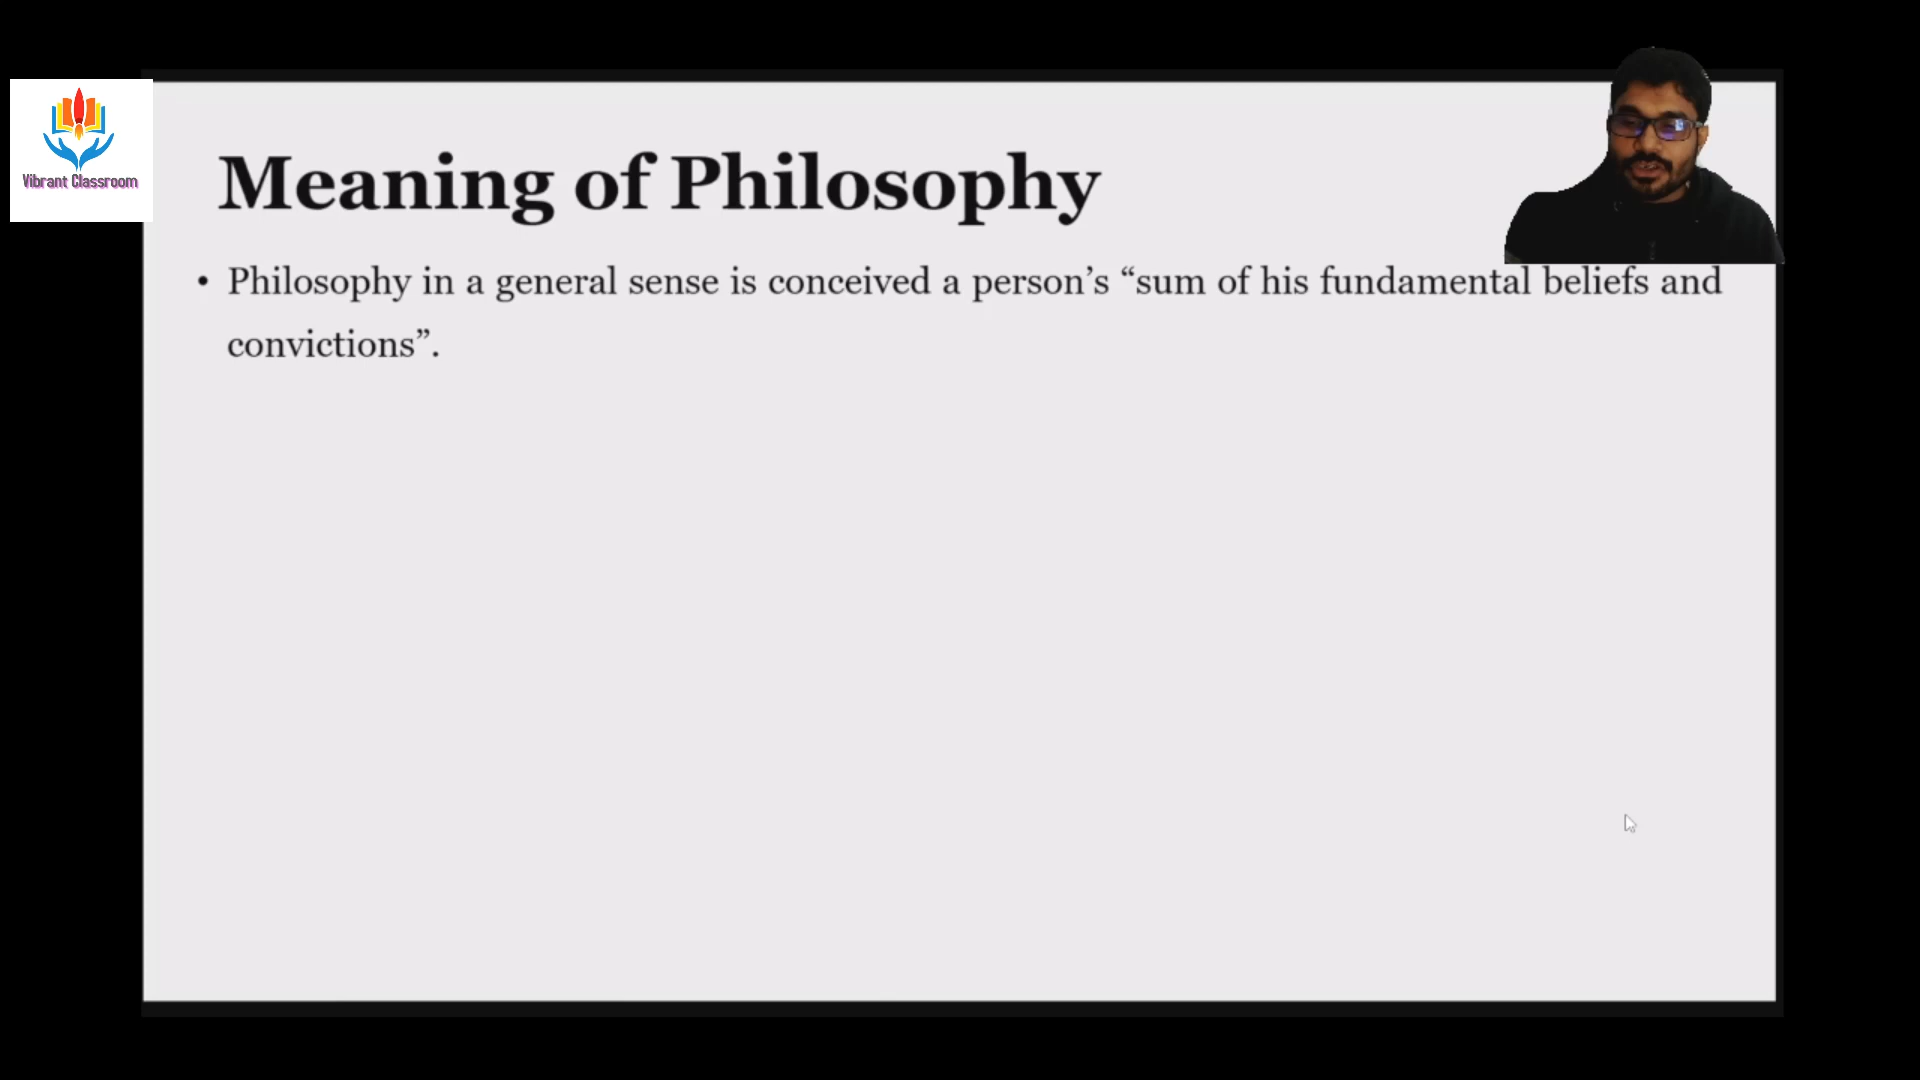 Vibrant Classroom
Meaning of Philosophy
• Philosophy in a general sense is conceived a person’s “sum of his fundamental beliefs and
convictions”.